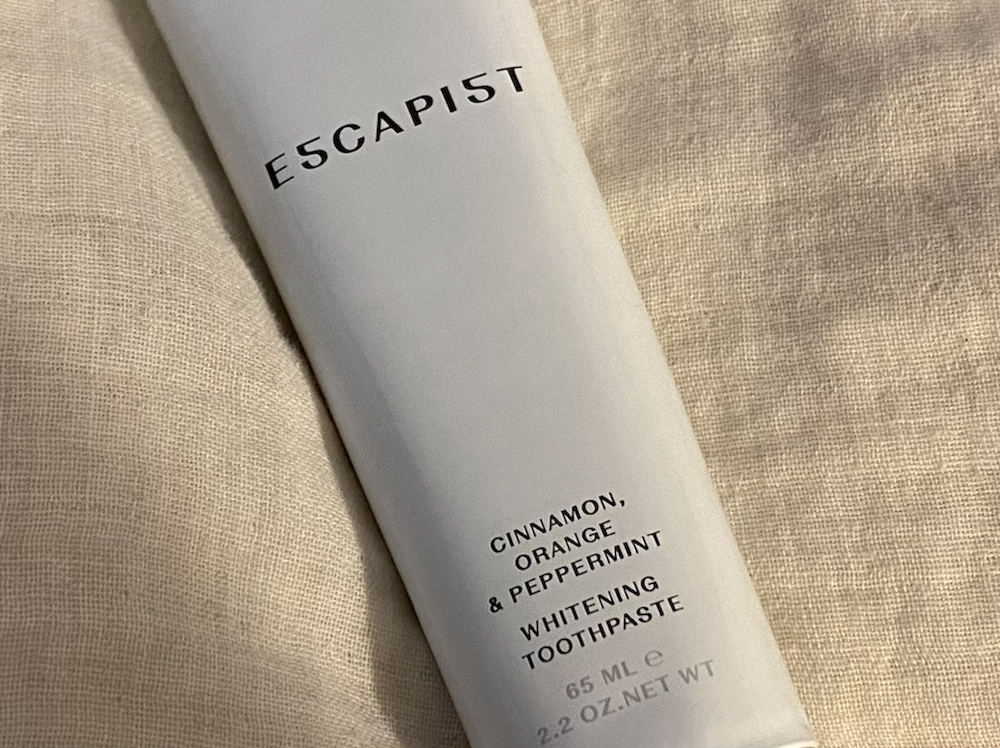 ESCAPIST
CINNAMON,
ORANGE
& PEPPERMINT
WHITENING
TOOTHPASTE
65 ML ℮
2.2 OZ.NET WT